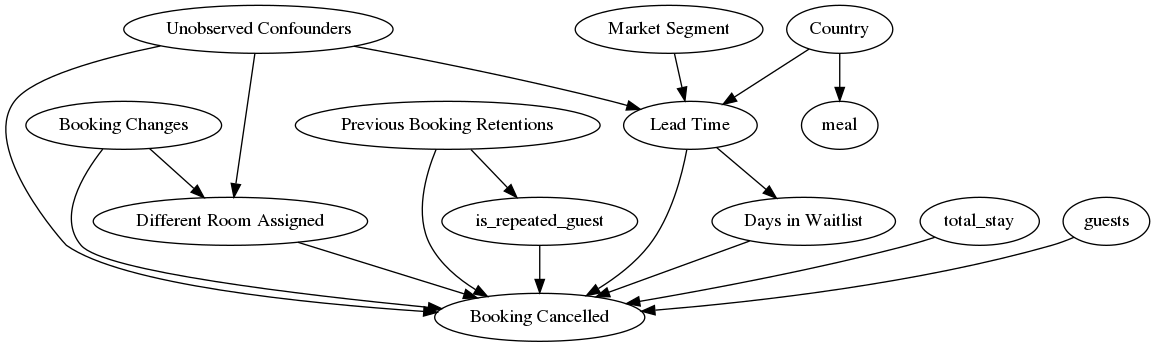 Unobserved Confounders
Market Segment
Country
Booking Changes
Previous Booking Retentions
Lead Time
meal
Different Room Assigned
is_repeated_guest
Days in Waitlist
total_stay
guests
Booking Cancelled